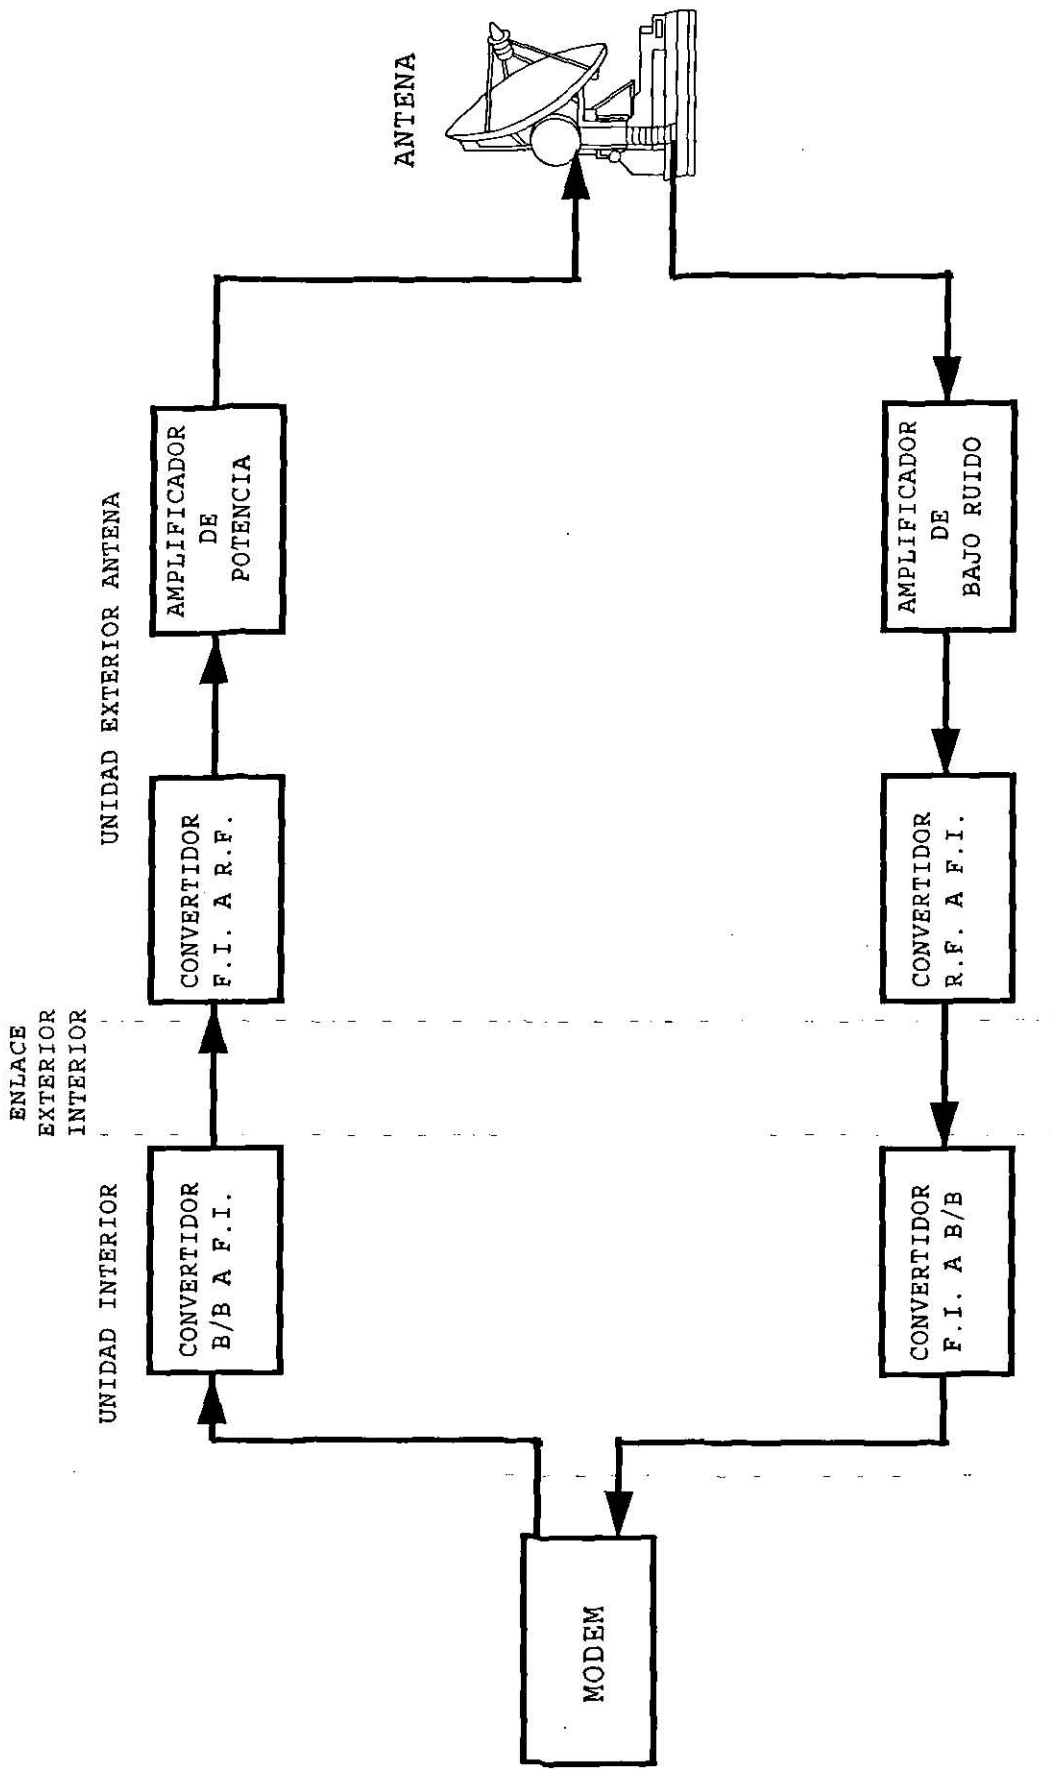 UNIDAD INTERIOR
ENLACE
EXTERIOR
INTERIOR
UNIDAD EXTERIOR ANTENA
CONVERTIDOR
B/B A F.I.
CONVERTIDOR
F.I. A R.F.
AMPLIFICADOR
DE
POTENCIA
ANTENA
MODEM
CONVERTIDOR
F.I. A B/B
CONVERTIDOR
R.F. A F.I.
AMPLIFICADOR
DE
BAJO RUIDO